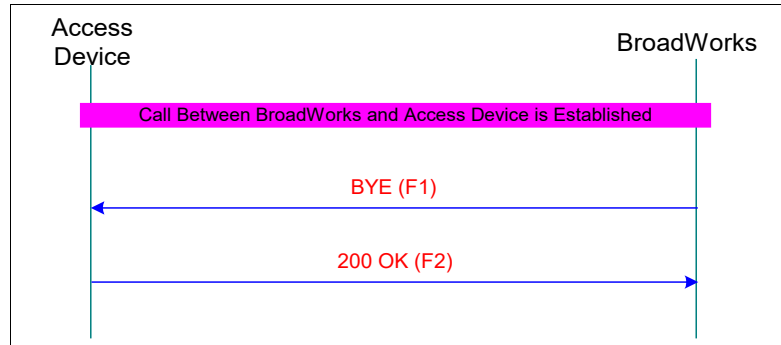 Access
Device
BroadWorks
Call Between BroadWorks and Access Device is Established
BYE (F1)
200 OK (F2)